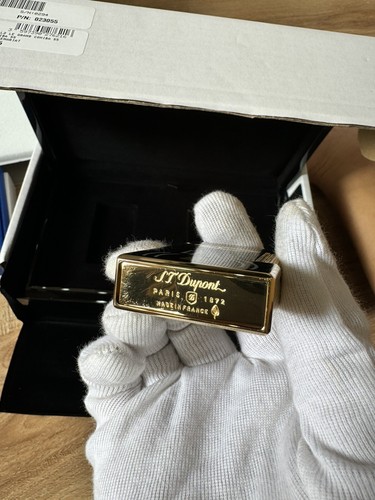 P/N: 023055
S.T. Dupont
PARIS 1872
MADE IN FRANCE